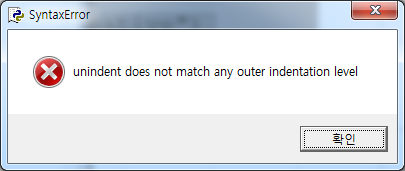 SyntaxError
unindent does not match any outer indentation level
확인